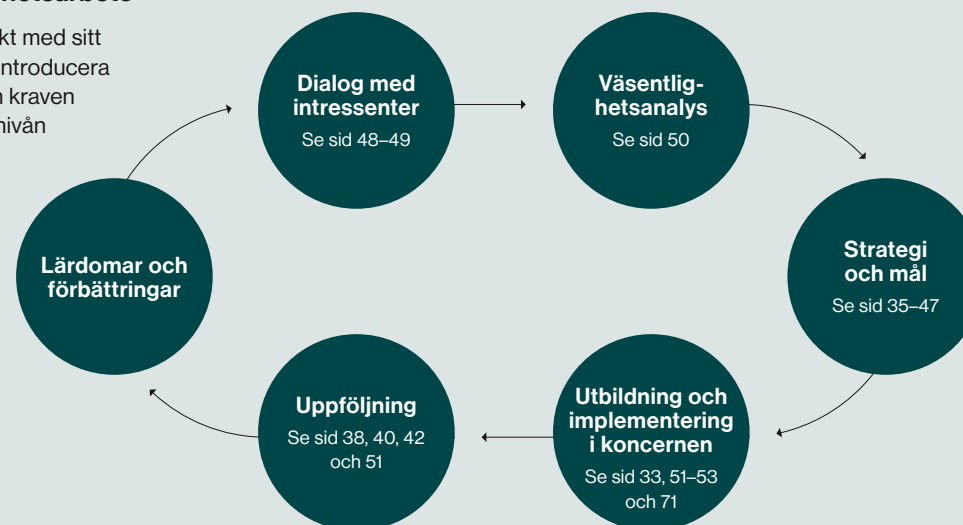 kt med sitt
ntroducera
kraven
nivån
Dialog med
intressenter
Se sid 48–49
Väsentlig-
hetsanalys
Se sid 50
Strategi
och mål
Se sid 35–47
Utbildning och
implementering
i koncernen
Se sid 33, 51–53
och 71
Uppföljning
Se sid 38, 40, 42
och 51
Lärdomar och
förbättringar